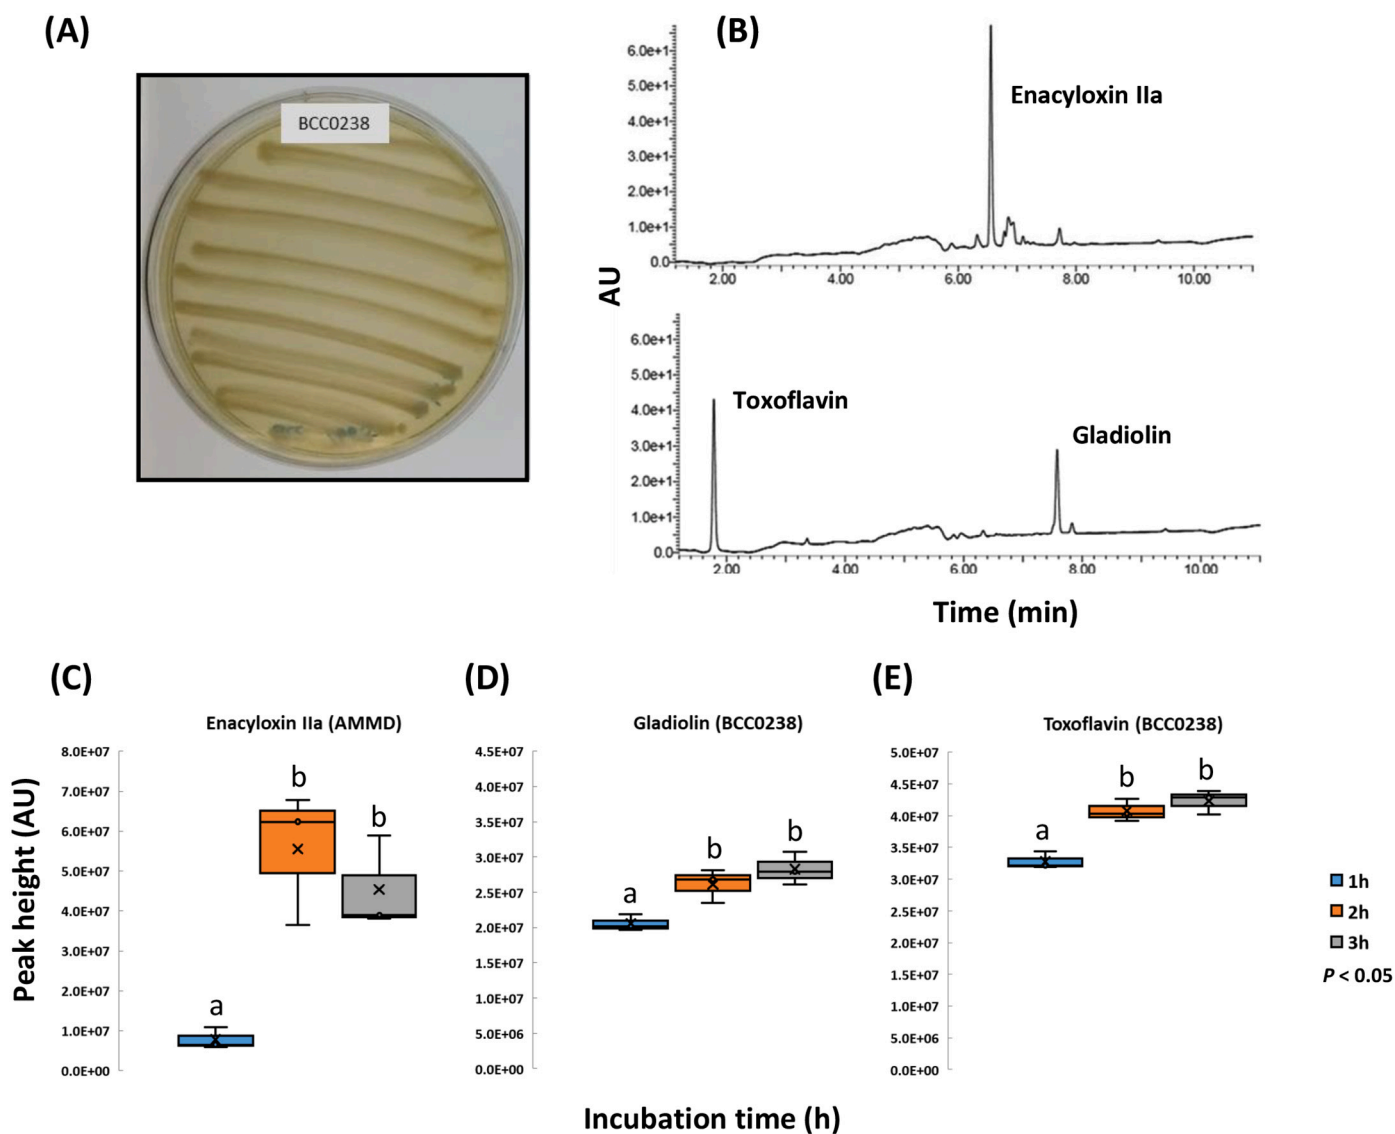 (A)
BCC0238
(B)
6.0e+1
5.0e+1
4.0e+1
3.0e+1
2.0e+1
1.0e+1
0.0
Enacyloxin IIa
2.00 4.00 6.00 8.00 10.00
AU
6.0e+1
5.0e+1
4.0e+1
3.0e+1
2.0e+1
1.0e+1
0.0
Toxoflavin
Gladiolin
2.00 4.00 6.00 8.00 10.00
Time (min)
(C)
Enacyloxin IIa (AMMD)
Peak height (AU)
8.0E+07
7.0E+07
6.0E+07
5.0E+07
4.0E+07
3.0E+07
2.0E+07
1.0E+07
0.0E+00
a
b
b
(D)
Gladiolin (BCC0238)
4.5E+07
4.0E+07
3.5E+07
3.0E+07
2.5E+07
2.0E+07
1.5E+07
1.0E+07
5.0E+06
0.0E+00
a
b
b
(E)
Toxoflavin (BCC0238)
5.0E+07
4.5E+07
4.0E+07
3.5E+07
3.0E+07
2.5E+07
2.0E+07
1.5E+07
1.0E+07
5.0E+06
0.0E+00
a
b
b
1h
2h
3h
P < 0.05
Incubation time (h)